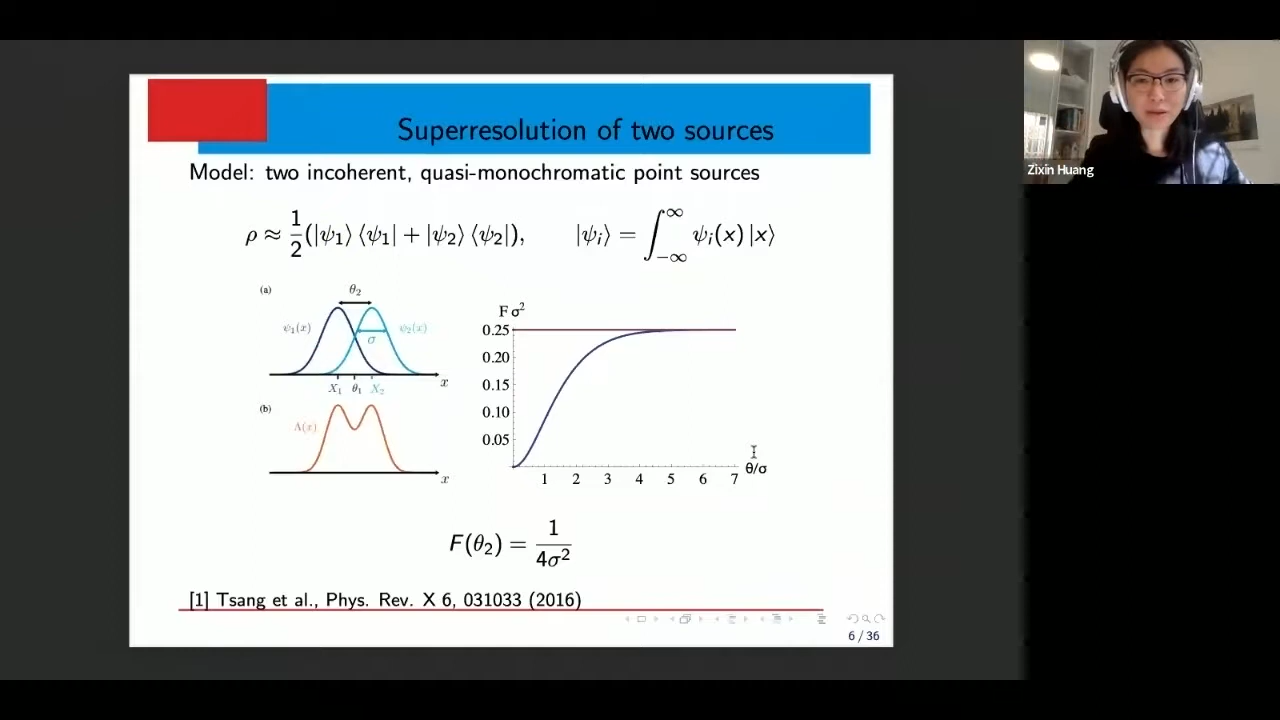 Superresolution of two sources
Zixin Huang
Model: two incoherent, quasi-monochromatic point sources
ρ ≈ 1/2 (|ψ₁⟩ ⟨ψ₁| + |ψ₂⟩ ⟨ψ₂|),   |ψᵢ⟩ = ∫_{-∞}^{∞} ψᵢ(x) |x⟩
(a)
θ₂
ψ₁(x)
ψ₂(x)
σ
X₁ θ₁ X₂
x
(b)
Λ(x)
x
F σ²
0.25
0.20
0.15
0.10
0.05
1 2 3 4 5 6 7
θ/σ
F(θ₂) = 1/4σ²
[1] Tsang et al., Phys. Rev. X 6, 031033 (2016)
6 / 36